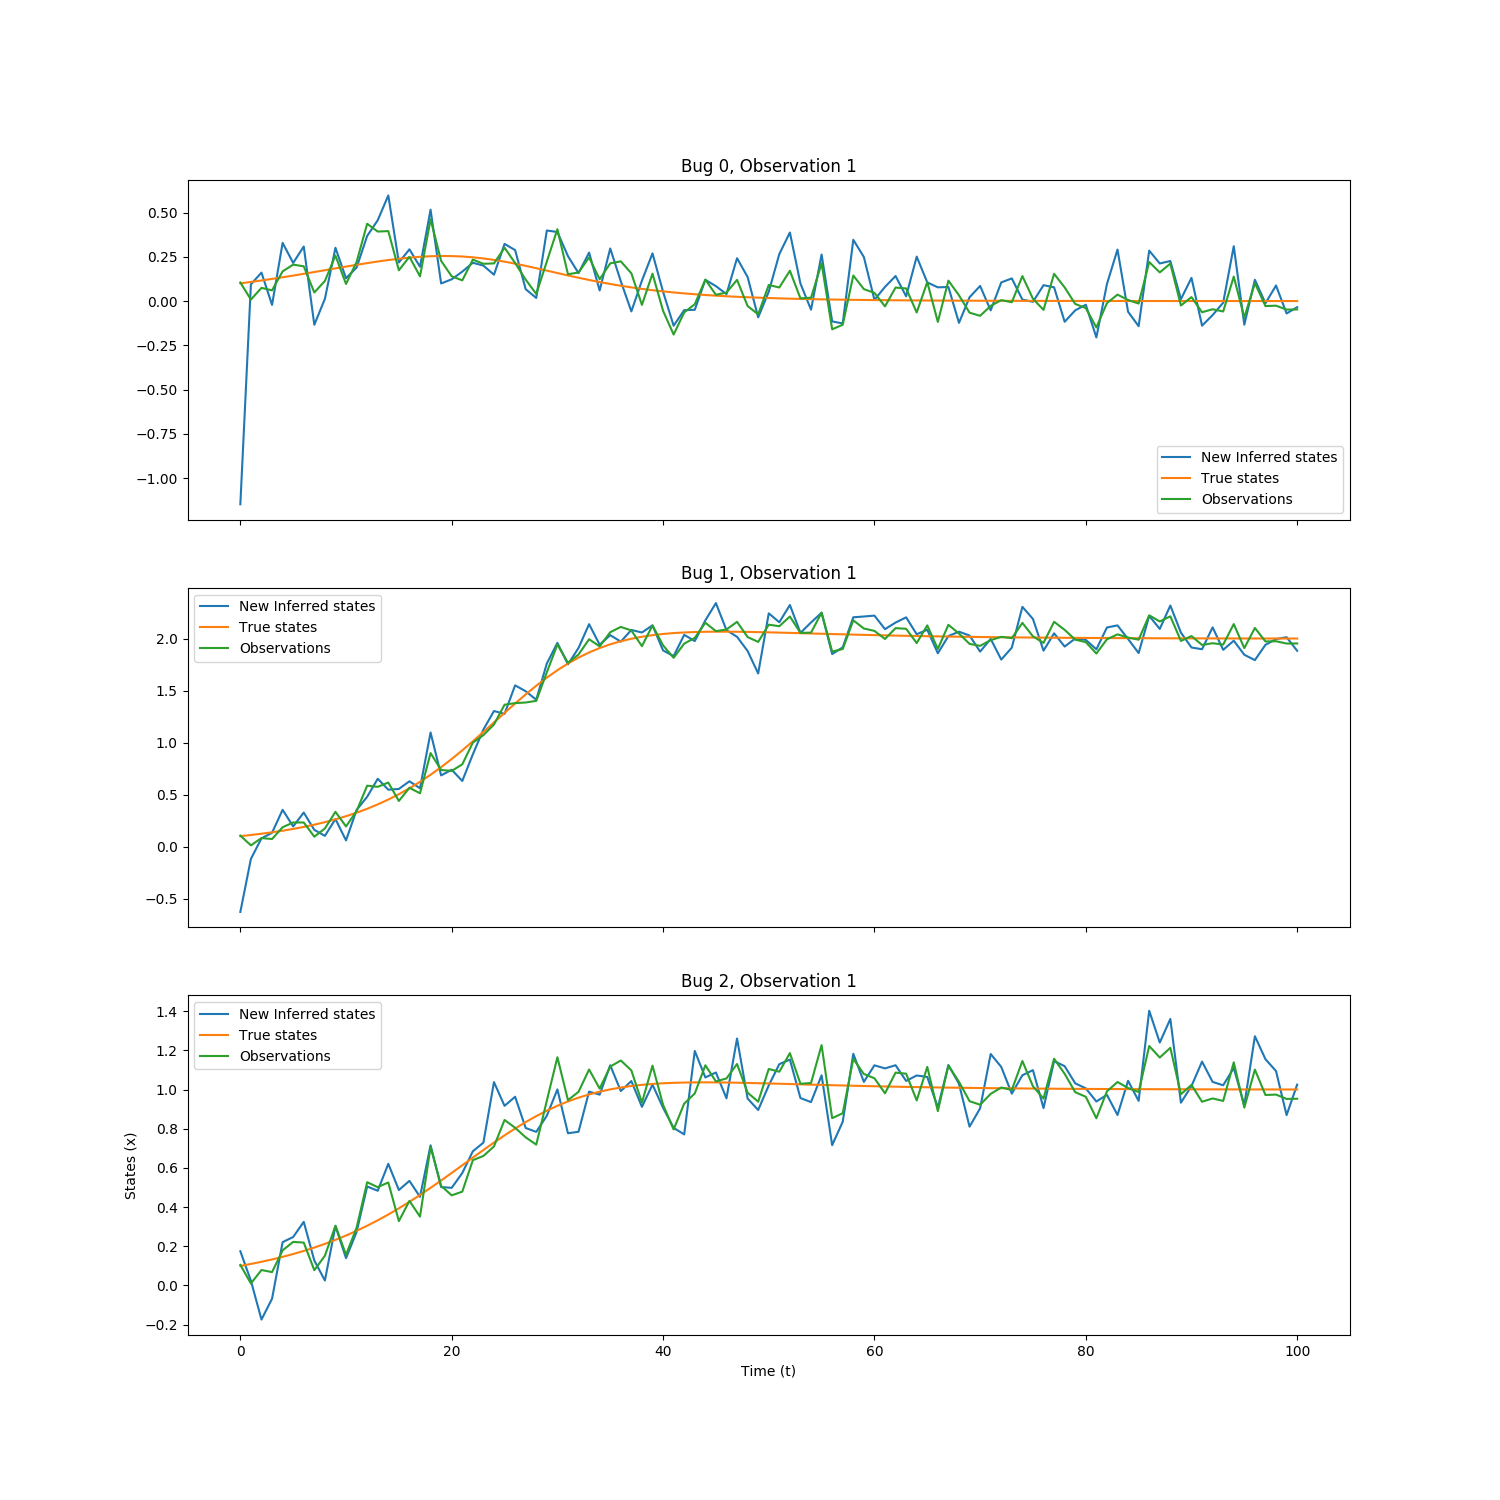 Bug 0, Observation 1
0.50
0.25
0.00
−0.25
−0.50
−0.75
−1.00
New Inferred states
True states
Observations
Bug 1, Observation 1
New Inferred states
True states
Observations
2.0
1.5
1.0
0.5
0.0
−0.5
Bug 2, Observation 1
New Inferred states
True states
Observations
1.4
1.2
1.0
0.8
0.6
0.4
0.2
0.0
−0.2
States (x)
0 20 40 60 80 100
Time (t)